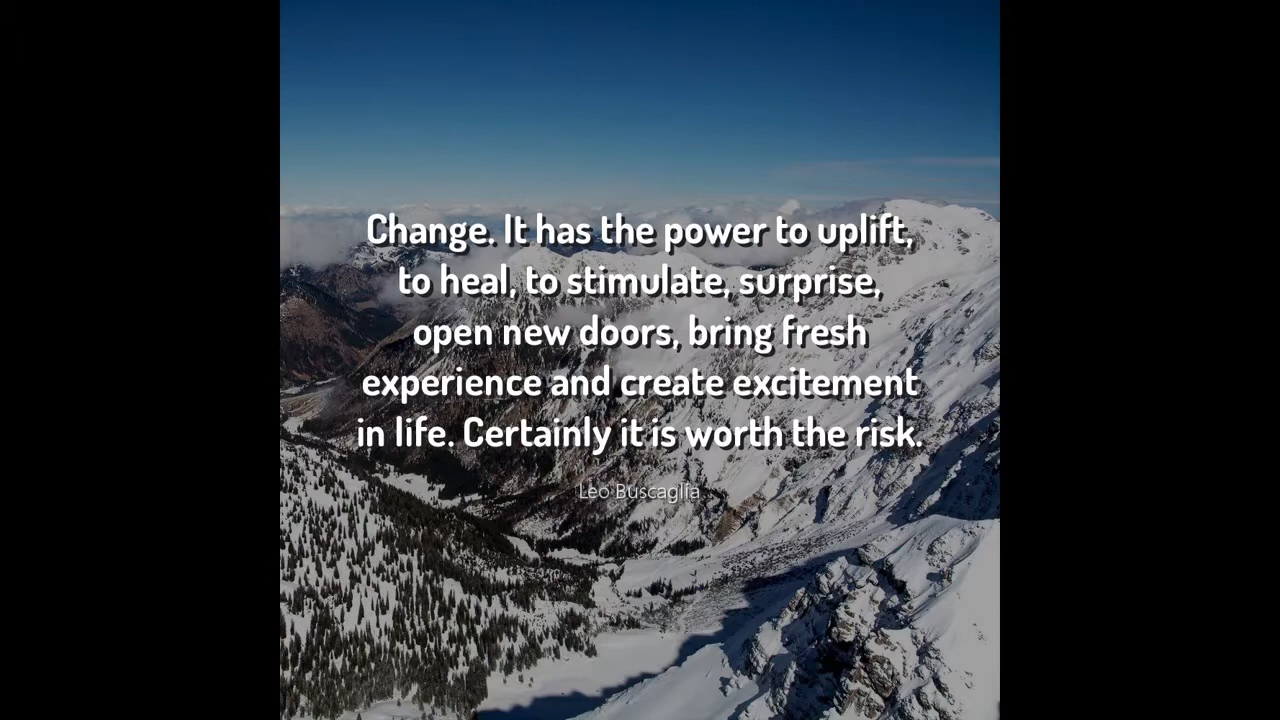 Change. It has the power to uplift,
to heal, to stimulate, surprise,
open new doors, bring fresh
experience and create excitement
in life. Certainly it is worth the risk.
Leo Buscaglia